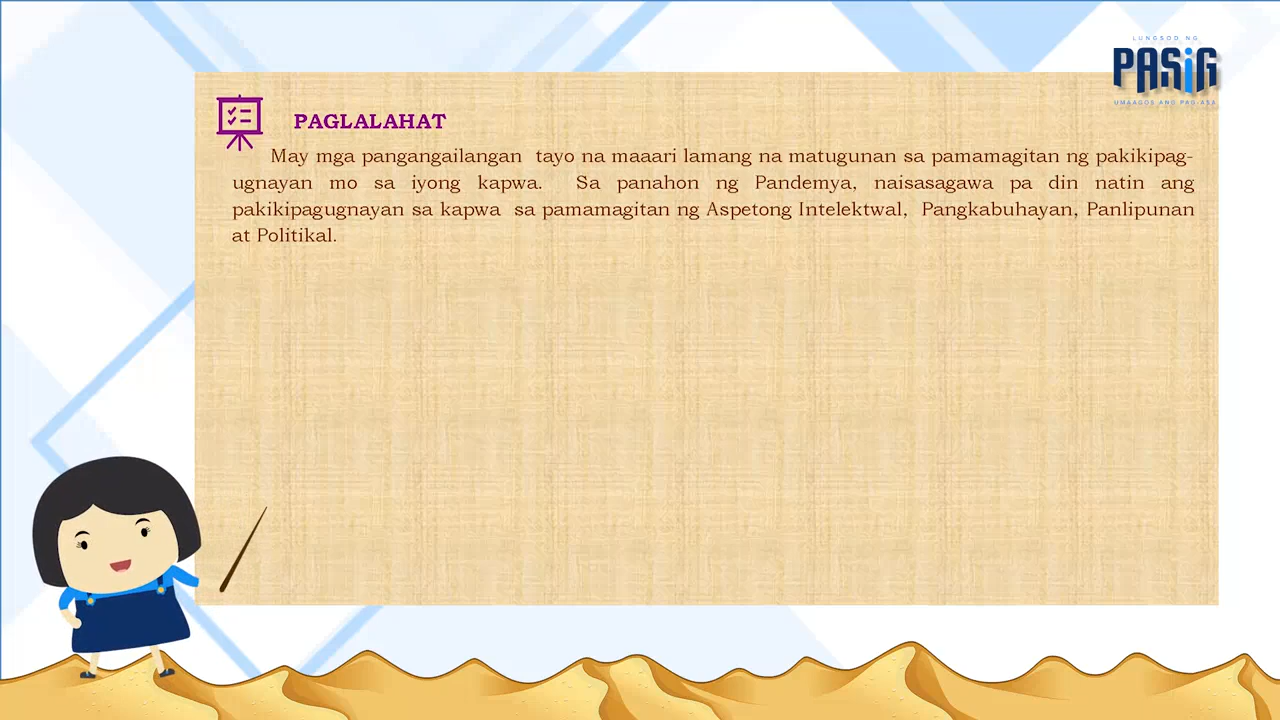 LUNGSOD NG
PASiG
UMAAGOS ANG PAG-ASA
PAGLALAHAT
May mga pangangailangan tayo na maaari lamang na matugunan sa pamamagitan ng pakikipag-
ugnayan mo sa iyong kapwa. Sa panahon ng Pandemya, naisasagawa pa din natin ang
pakikipagugnayan sa kapwa sa pamamagitan ng Aspetong Intelektwal, Pangkabuhayan, Panlipunan
at Politikal.